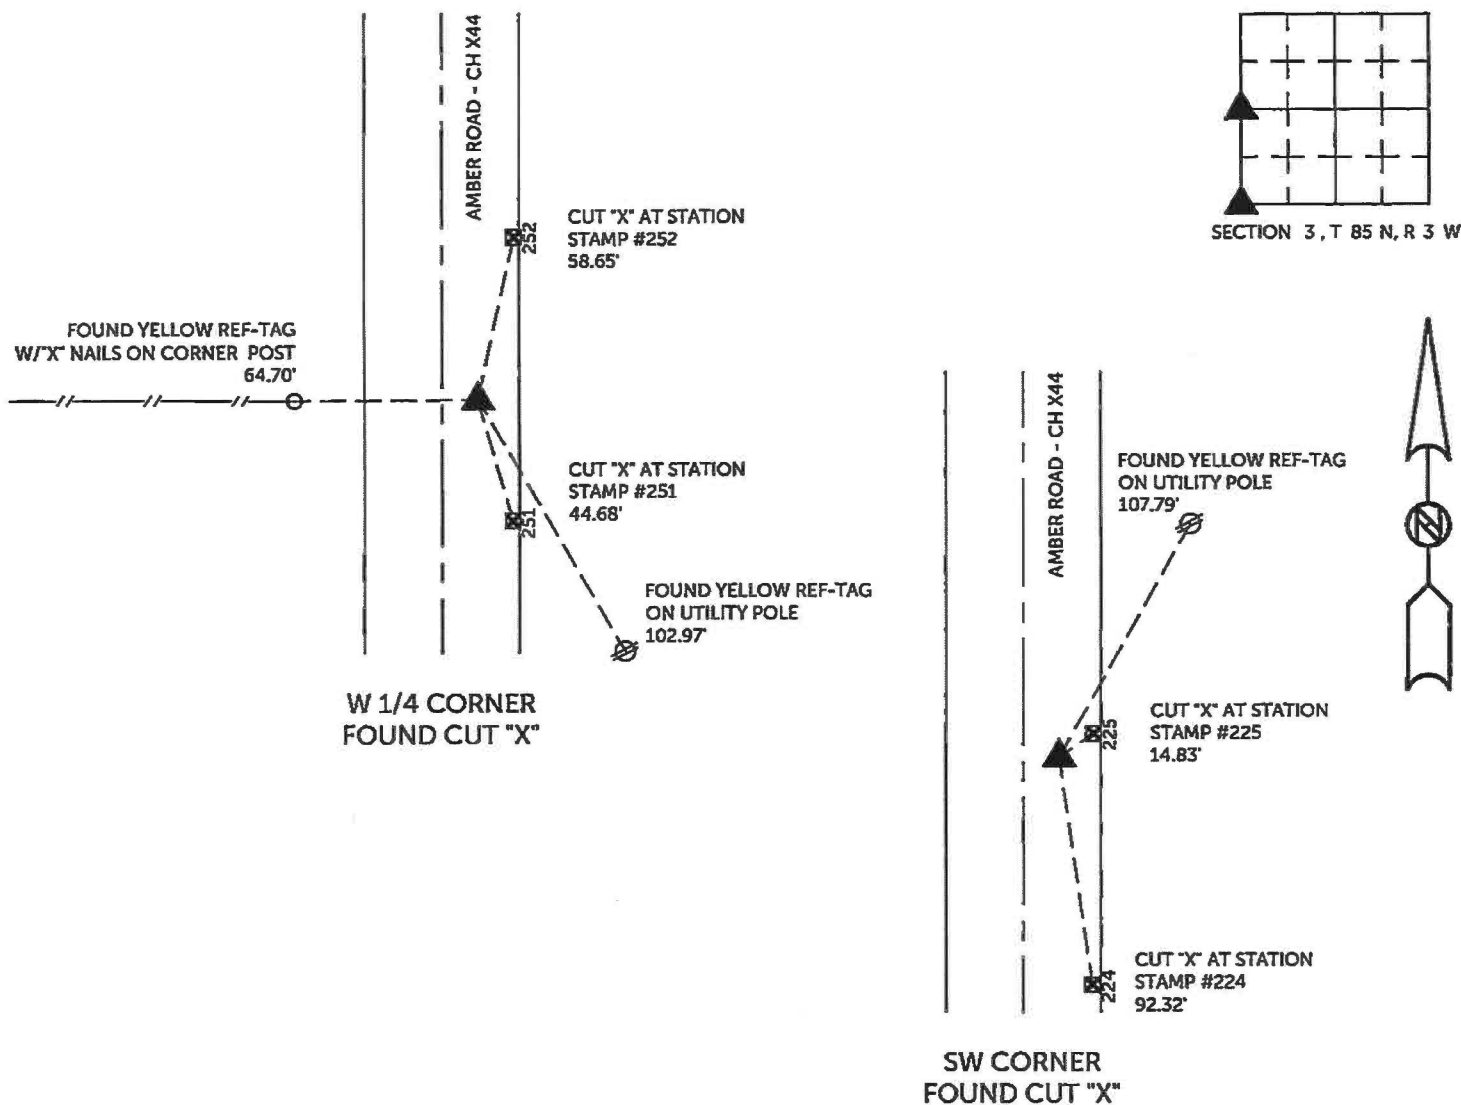 AMBER ROAD - CH X44
CUT "X" AT STATION
STAMP #252
58.65'
252
FOUND YELLOW REF-TAG
W/"X" NAILS ON CORNER POST
64.70'
CUT "X" AT STATION
STAMP #251
44.68'
251
FOUND YELLOW REF-TAG
ON UTILITY POLE
102.97'
W 1/4 CORNER
FOUND CUT "X"
SECTION 3, T 85 N, R 3 W
N
AMBER ROAD - CH X44
FOUND YELLOW REF-TAG
ON UTILITY POLE
107.79'
CUT "X" AT STATION
STAMP #225
14.83'
225
CUT "X" AT STATION
STAMP #224
92.32'
224
SW CORNER
FOUND CUT "X"